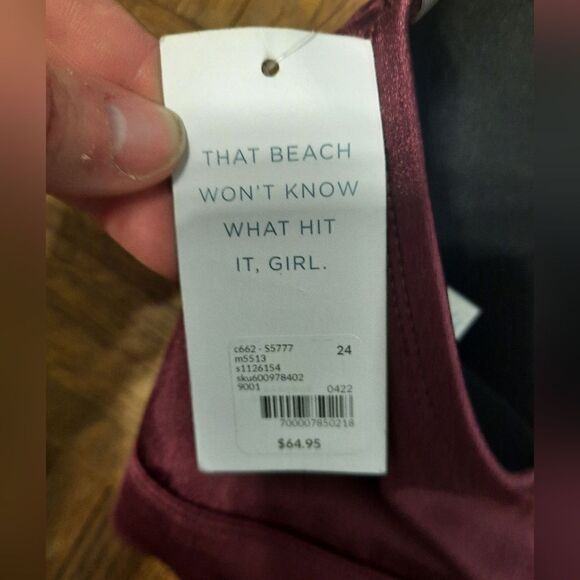 THAT BEACH
WON'T KNOW
WHAT HIT
IT, GIRL.
c662 - S5777 24
m5513
s1126154
sku600978402
9001 0422
700007850218
$64.95